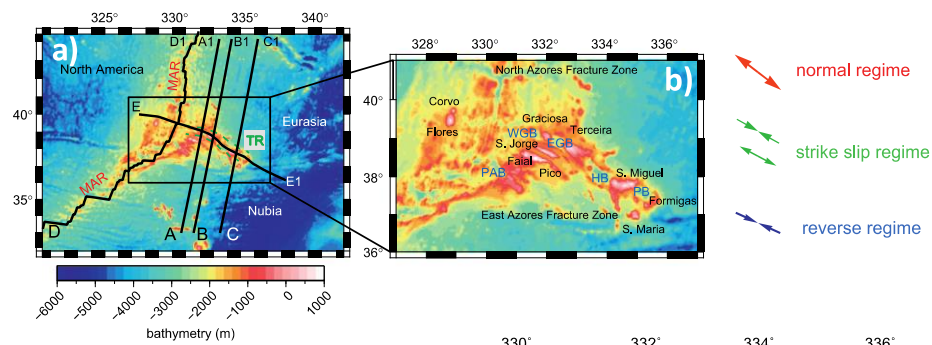 325° 330° 335° 340°
a)
D1 A1 B1 C1
North America
MAR
E
40°
TR
Eurasia
MAR
E1
35°
Nubia
D
A B C
−6000 −5000 −4000 −3000 −2000 −1000 0 1000
bathymetry (m)
328° 330° 332° 334° 336°
b)
North Azores Fracture Zone
40°
Corvo
Graciosa
Flores
WGB
Terceira
S. Jorge
EGB
Faial
38°
PAB
Pico
HB
S. Miguel
PB
Formigas
East Azores Fracture Zone
S. Maria
36°
normal regime
strike slip regime
reverse regime
330° 332° 334° 336°